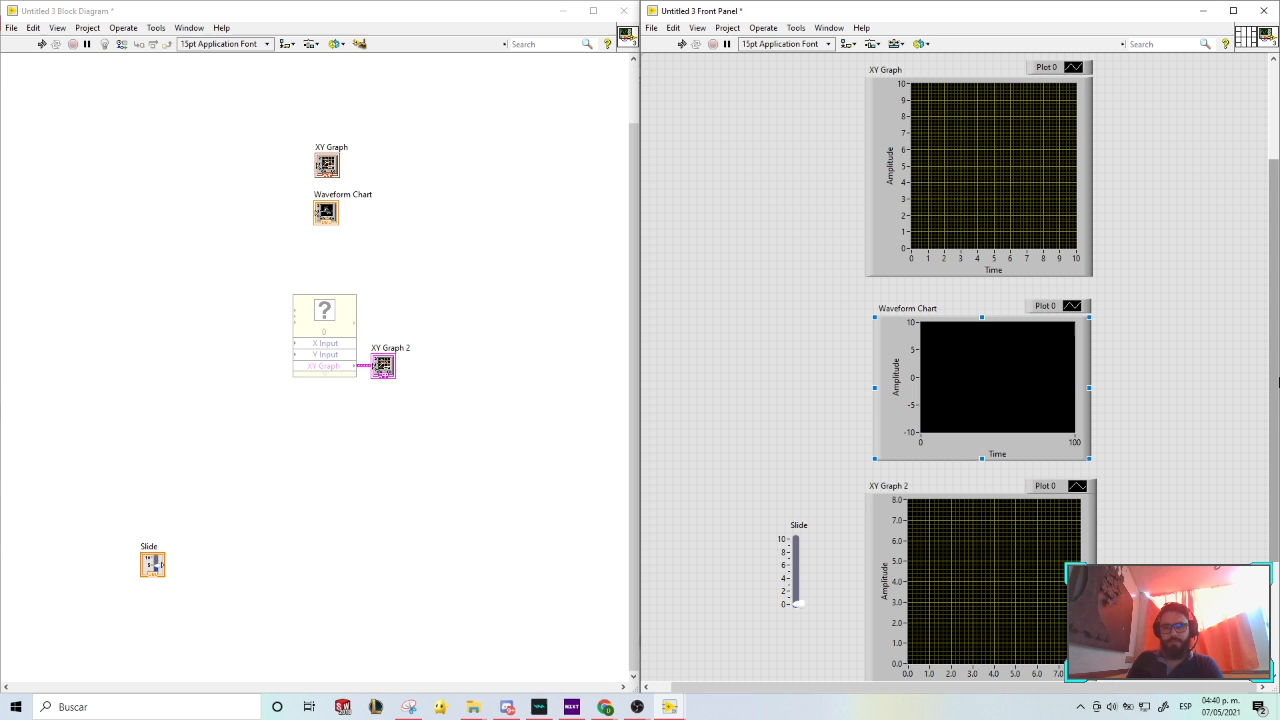 Untitled 3 Block Diagram *
File Edit View Project Operate Tools Window Help
15pt Application Font
Search
3
XY Graph
Waveform Chart
?
0
X Input
Y Input
XY Graph
XY Graph 2
Slide
Untitled 3 Front Panel *
File Edit View Project Operate Tools Window Help
15pt Application Font
Search
3
XY Graph
Plot 0
10
9
8
7
6
5
4
3
2
1
0
Amplitude
0 1 2 3 4 5 6 7 8 9 10
Time
Waveform Chart
Plot 0
10
5
0
-5
-10
Amplitude
0 100
Time
XY Graph 2
Plot 0
8.0
7.0
6.0
5.0
4.0
3.0
2.0
1.0
0.0
Amplitude
0.0 1.0 2.0 3.0 4.0 5.0 6.0
Slide
10
8
6
4
2
0
Buscar
NEXT
ESP
04:40 p. m.
07/05/2021
2